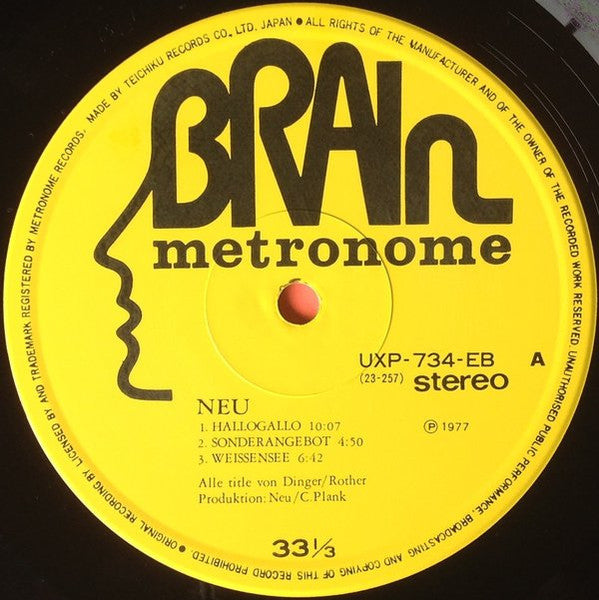 BRAIN
metronome
UXP-734-EB A
(23-257) stereo
NEU
1. HALLOGALLO 10:07
2. SONDERANGEBOT 4:50
3. WEISSENSEE 6:42
Ⓟ 1977
Alle title von Dinger/Rother
Produktion: Neu/C.Plank
33⅓
● ORIGINAL RECORDING BY AND TRADEMARK REGISTERED BY METRONOME RECORDS. MADE BY TEICHIKU RECORDS CO., LTD. JAPAN ● ALL RIGHTS OF THE MANUFACTURER AND OF THE OWNER OF THE RECORDED WORK RESERVED. UNAUTHORISED PUBLIC PERFORMANCE, BROADCASTING AND COPYING OF THIS RECORD PROHIBITED.